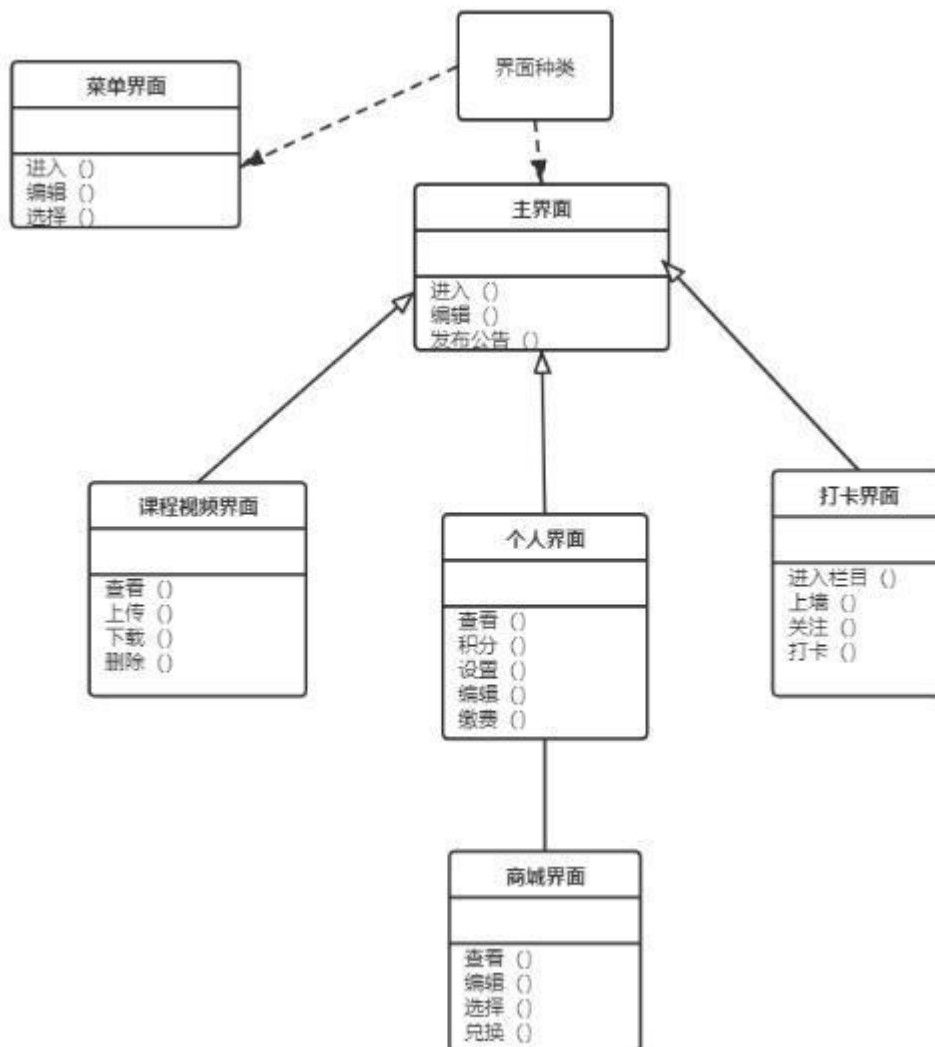 界面种类
菜单界面
进入 ()
编辑 ()
选择 ()
主界面
进入 ()
编辑 ()
发布公告 ()
课程视频界面
查看 ()
上传 ()
下载 ()
删除 ()
个人界面
查看 ()
积分 ()
设置 ()
编辑 ()
缴费 ()
打卡界面
进入栏目 ()
上墙 ()
关注 ()
打卡 ()
商城界面
查看 ()
编辑 ()
选择 ()
兑换 ()